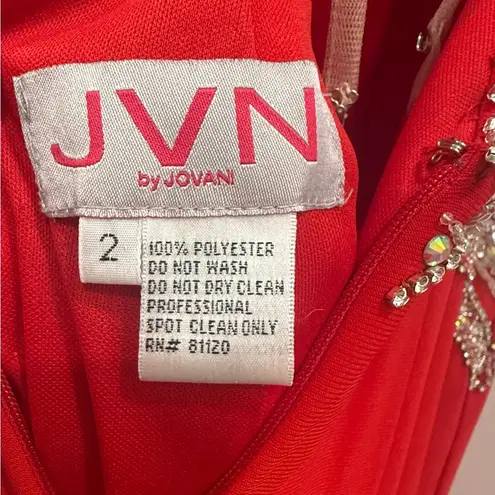 JVN
by JOVANI
2
100% POLYESTER
DO NOT WASH
DO NOT DRY CLEAN
PROFESSIONAL
SPOT CLEAN ONLY
RN# 81120